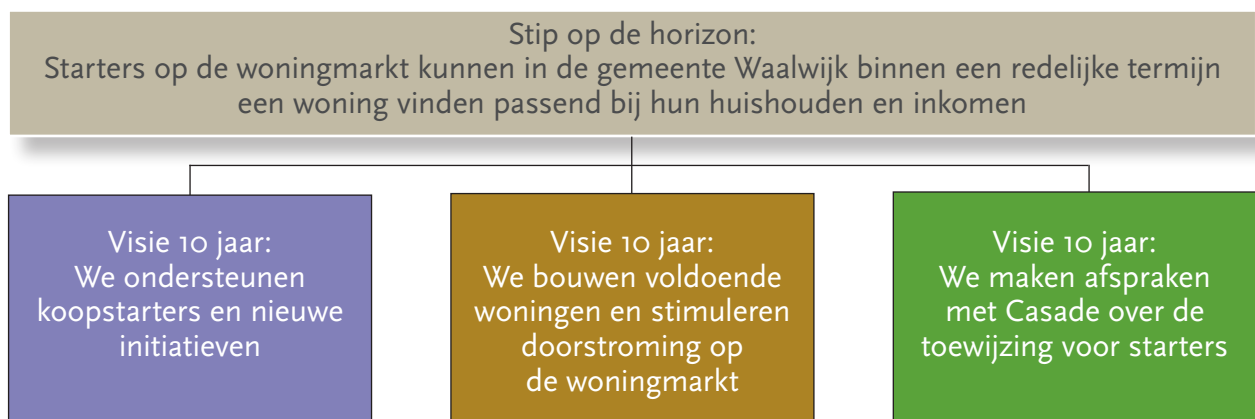 Stip op de horizon:
Starters op de woningmarkt kunnen in de gemeente Waalwijk binnen een redelijke termijn
een woning vinden passend bij hun huishouden en inkomen
Visie 10 jaar:
We ondersteunen
koopstarters en nieuwe
initiatieven
Visie 10 jaar:
We bouwen voldoende
woningen en stimuleren
doorstroming op
de woningmarkt
Visie 10 jaar:
We maken afspraken
met Casade over de
toewijzing voor starters